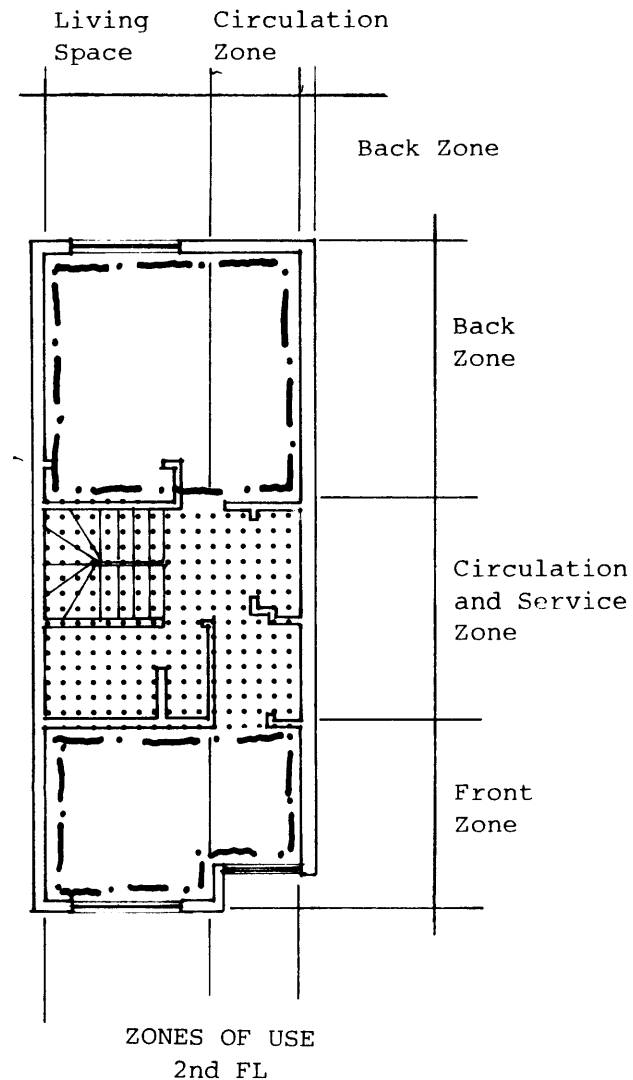 Living
Space
Circulation
Zone
Back Zone
Back
Zone
Circulation
and Service
Zone
Front
Zone
ZONES OF USE
2nd FL